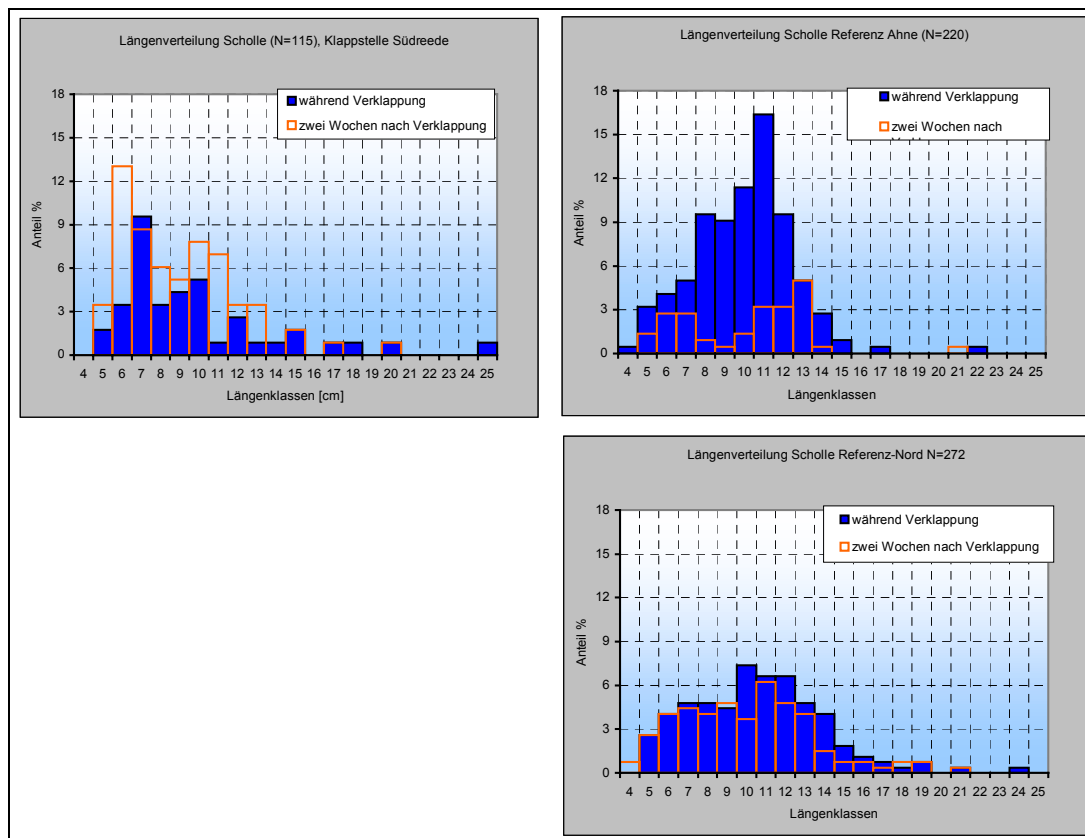 Längenverteilung Scholle (N=115), Klappstelle Südreede
18
15
12
9
6
3
0
Anteil %
während Verklappung
zwei Wochen nach Verklappung
4 5 6 7 8 9 10 11 12 13 14 15 16 17 18 19 20 21 22 23 24 25
Längenklassen [cm]
Längenverteilung Scholle Referenz Ahne (N=220)
18
15
12
9
6
3
0
Anteil %
während Verklappung
zwei Wochen nach
4 5 6 7 8 9 10 11 12 13 14 15 16 17 18 19 20 21 22 23 24 25
Längenklassen
Längenverteilung Scholle Referenz-Nord N=272
18
15
12
9
6
3
0
Anteil %
während Verklappung
zwei Wochen nach Verklappung
4 5 6 7 8 9 10 11 12 13 14 15 16 17 18 19 20 21 22 23 24 25
Längenklassen